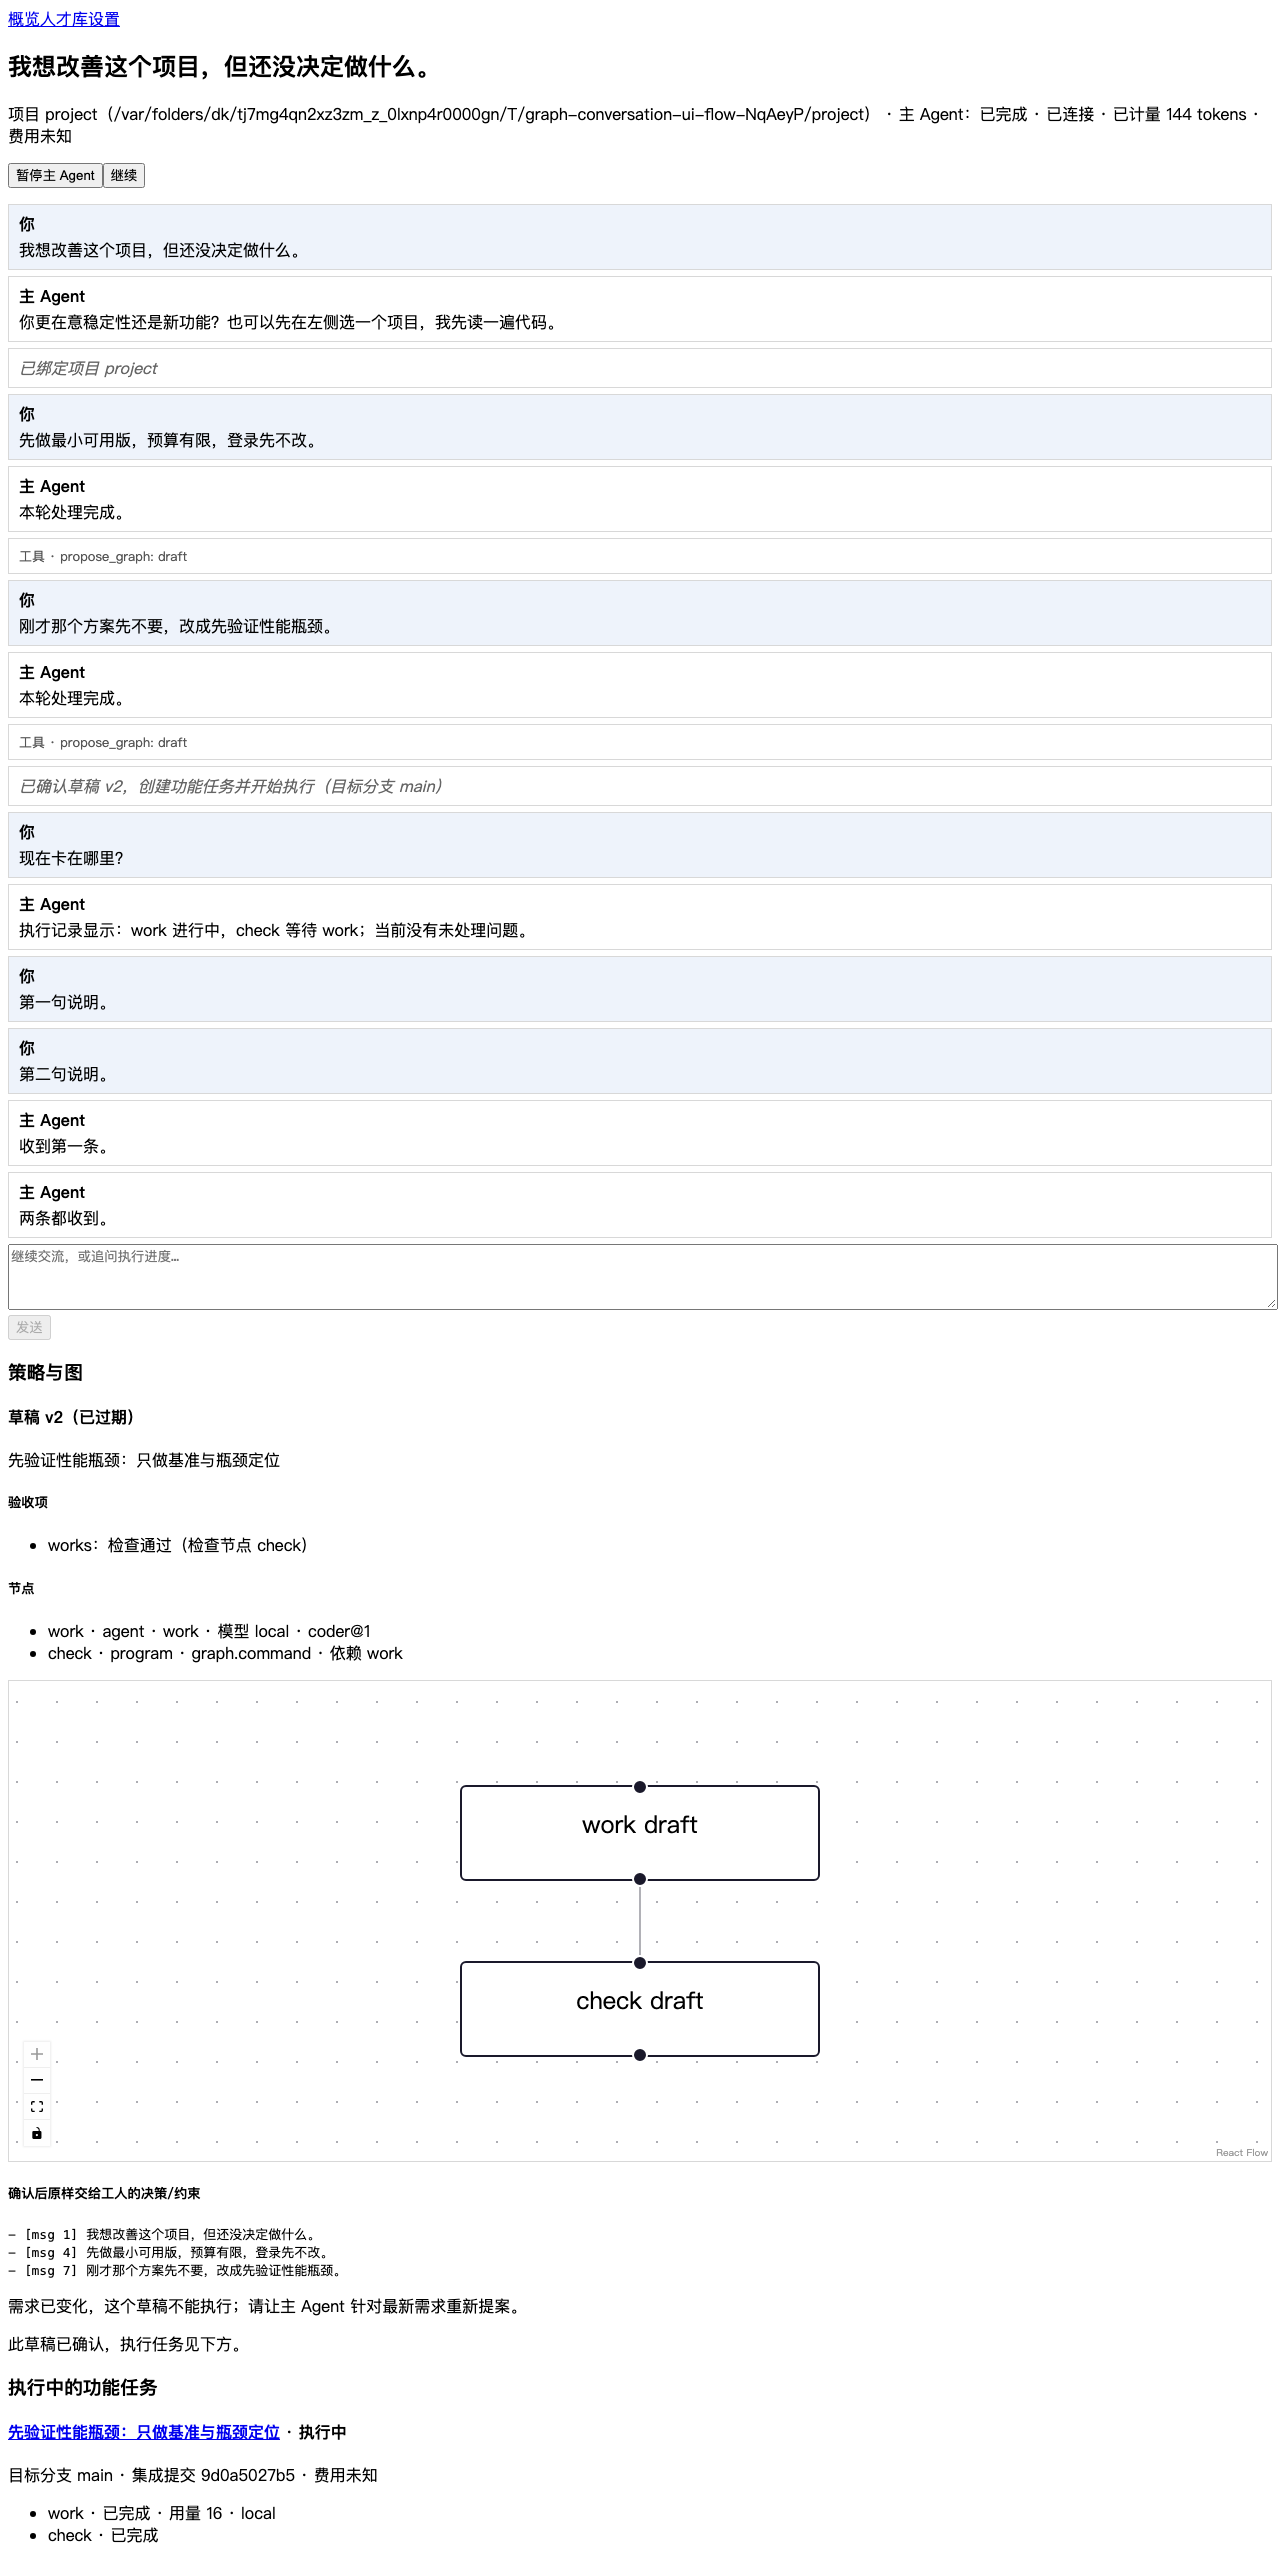 概览人才库设置
我想改善这个项目，但还没决定做什么。
项目 project（/var/folders/dk/tj7mg4qn2xz3zm_z_0lxnp4r0000gn/T/graph-conversation-ui-flow-NqAeyP/project） · 主 Agent：已完成 · 已连接 · 已计量 144 tokens ·
费用未知
暂停主 Agent 继续
你
我想改善这个项目，但还没决定做什么。
主 Agent
你更在意稳定性还是新功能？也可以先在左侧选一个项目，我先读一遍代码。
已绑定项目 project
你
先做最小可用版，预算有限，登录先不改。
主 Agent
本轮处理完成。
工具 · propose_graph: draft
你
刚才那个方案先不要，改成先验证性能瓶颈。
主 Agent
本轮处理完成。
工具 · propose_graph: draft
已确认草稿 v2，创建功能任务并开始执行（目标分支 main）
你
现在卡在哪里？
主 Agent
执行记录显示：work 进行中，check 等待 work；当前没有未处理问题。
你
第一句说明。
你
第二句说明。
主 Agent
收到第一条。
主 Agent
两条都收到。
继续交流，或追问执行进度…
发送
策略与图
草稿 v2（已过期）
先验证性能瓶颈：只做基准与瓶颈定位
验收项
• works：检查通过（检查节点 check）
节点
• work · agent · work · 模型 local · coder@1
• check · program · graph.command · 依赖 work
work draft
check draft
React Flow
确认后原样交给工人的决策/约束
– [msg 1] 我想改善这个项目，但还没决定做什么。
– [msg 4] 先做最小可用版，预算有限，登录先不改。
– [msg 7] 刚才那个方案先不要，改成先验证性能瓶颈。
需求已变化，这个草稿不能执行；请让主 Agent 针对最新需求重新提案。
此草稿已确认，执行任务见下方。
执行中的功能任务
先验证性能瓶颈：只做基准与瓶颈定位 · 执行中
目标分支 main · 集成提交 9d0a5027b5 · 费用未知
• work · 已完成 · 用量 16 · local
• check · 已完成